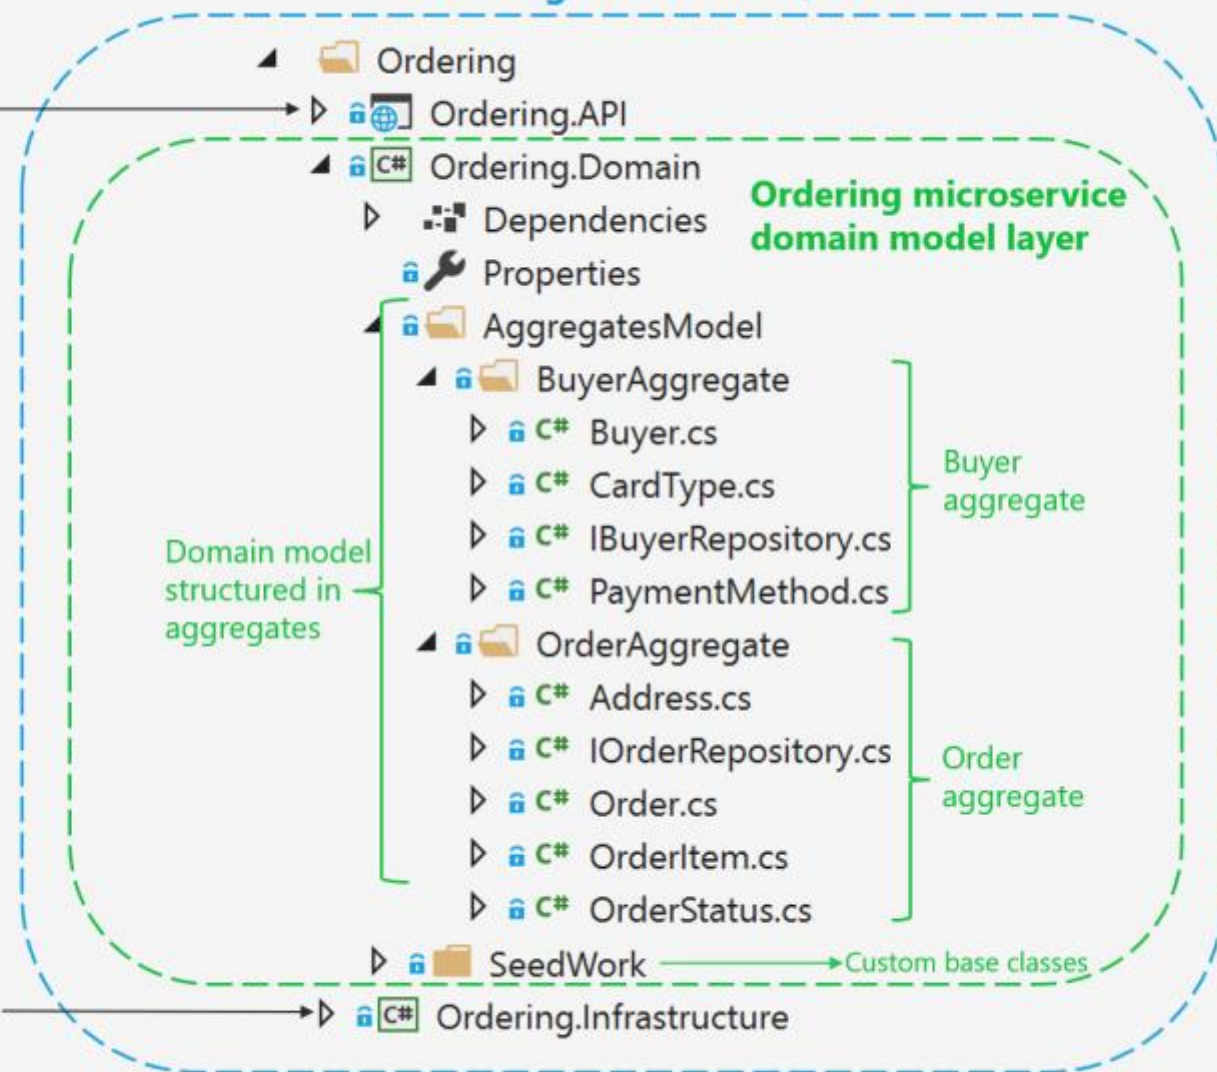 Ordering
Ordering.API
C# Ordering.Domain
Ordering microservice
domain model layer
Dependencies
Properties
AggregatesModel
BuyerAggregate
C# Buyer.cs
C# CardType.cs
C# IBuyerRepository.cs
C# PaymentMethod.cs
Buyer
aggregate
Domain model
structured in
aggregates
OrderAggregate
C# Address.cs
C# IOrderRepository.cs
C# Order.cs
C# OrderItem.cs
C# OrderStatus.cs
Order
aggregate
SeedWork
Custom base classes
C# Ordering.Infrastructure